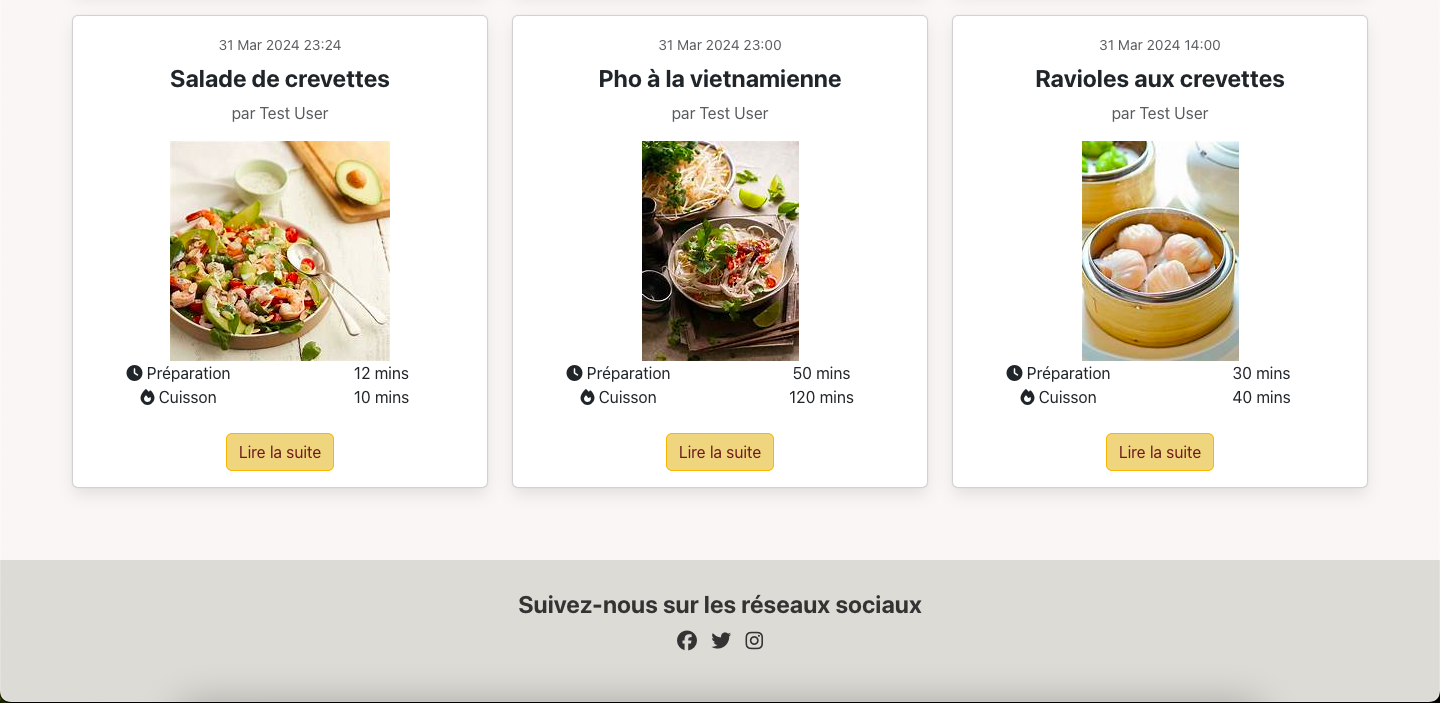 31 Mar 2024 23:24
Salade de crevettes
par Test User
Préparation 12 mins
Cuisson 10 mins
Lire la suite
31 Mar 2024 23:00
Pho à la vietnamienne
par Test User
Préparation 50 mins
Cuisson 120 mins
Lire la suite
31 Mar 2024 14:00
Ravioles aux crevettes
par Test User
Préparation 30 mins
Cuisson 40 mins
Lire la suite
Suivez-nous sur les réseaux sociaux